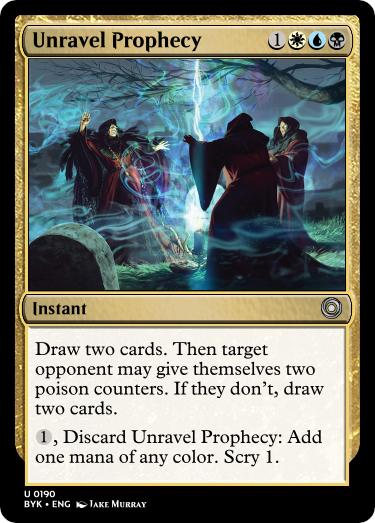 Unravel Prophecy 1
Instant
Draw two cards. Then target
opponent may give themselves two
poison counters. If they don't, draw
two cards.
1, Discard Unravel Prophecy: Add
one mana of any color. Scry 1.
U 0190
BYK • ENG Jake Murray